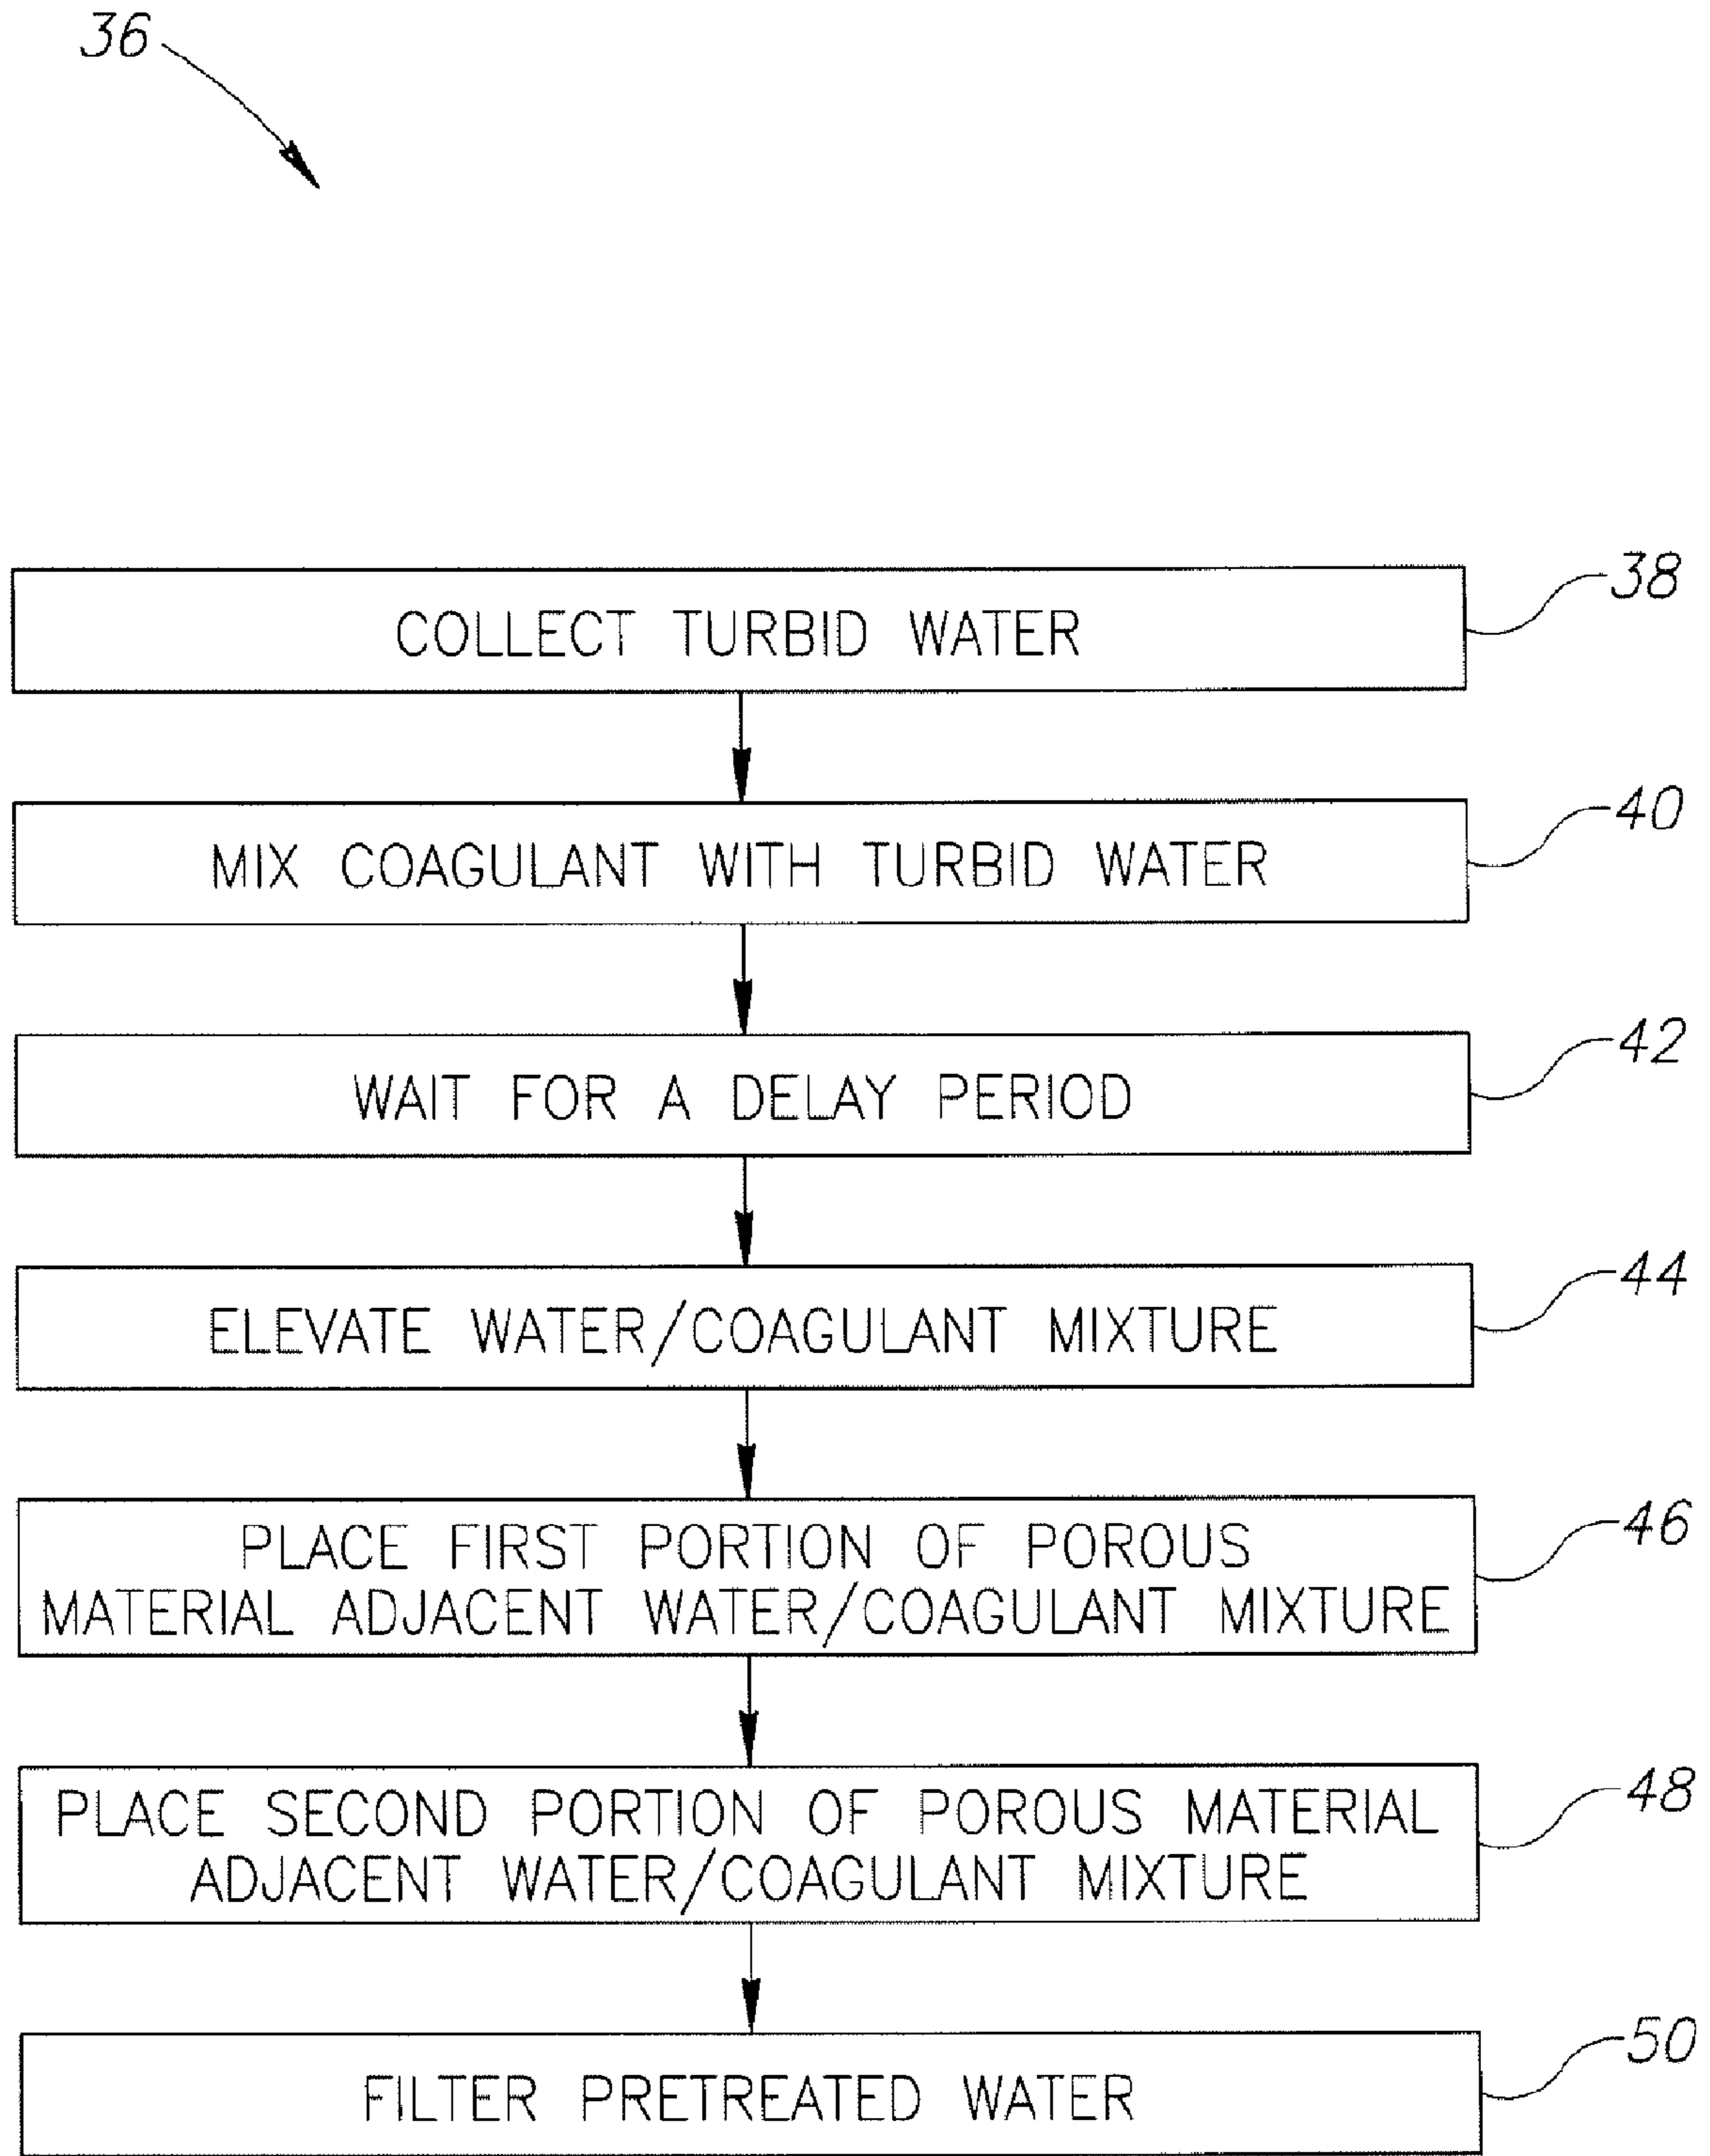 36
COLLECT TURBID WATER
38
MIX COAGULANT WITH TURBID WATER
40
WAIT FOR A DELAY PERIOD
42
ELEVATE WATER/COAGULANT MIXTURE
44
PLACE FIRST PORTION OF POROUS
MATERIAL ADJACENT WATER/COAGULANT MIXTURE
46
PLACE SECOND PORTION OF POROUS MATERIAL
ADJACENT WATER/COAGULANT MIXTURE
48
FILTER PRETREATED WATER
50